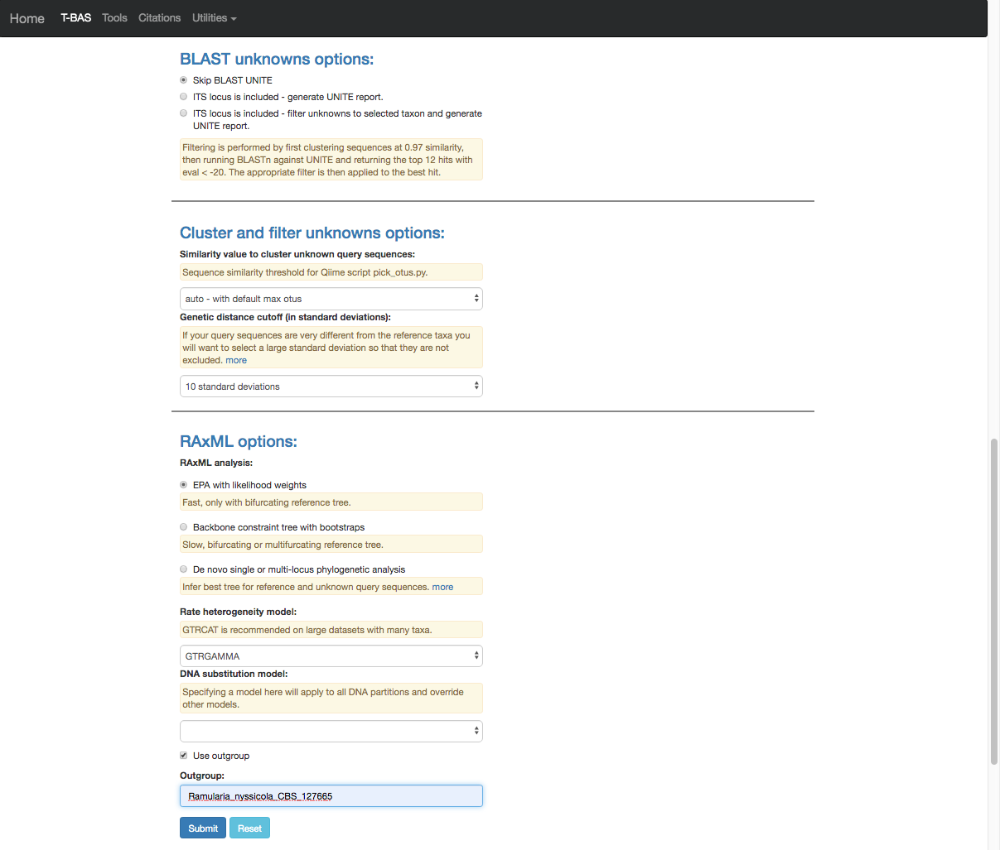 Home T-BAS Tools Citations Utilities
BLAST unknowns options:
Skip BLAST UNITE
ITS locus is included - generate UNITE report.
ITS locus is included - filter unknowns to selected taxon and generate
UNITE report.
Filtering is performed by first clustering sequences at 0.97 similarity,
then running BLASTn against UNITE and returning the top 12 hits with
eval < -20. The appropriate filter is then applied to the best hit.
Cluster and filter unknowns options:
Similarity value to cluster unknown query sequences:
Sequence similarity threshold for Qiime script pick_otus.py.
auto - with default max otus
Genetic distance cutoff (in standard deviations):
If your query sequences are very different from the reference taxa you
will want to select a large standard deviation so that they are not
excluded. more
10 standard deviations
RAxML options:
RAxML analysis:
EPA with likelihood weights
Fast, only with bifurcating reference tree.
Backbone constraint tree with bootstraps
Slow, bifurcating or multifurcating reference tree.
De novo single or multi-locus phylogenetic analysis
Infer best tree for reference and unknown query sequences. more
Rate heterogeneity model:
GTRCAT is recommended on large datasets with many taxa.
GTRGAMMA
DNA substitution model:
Specifying a model here will apply to all DNA partitions and override
other models.
Use outgroup
Outgroup:
Ramularia_nyssicola_CBS_127665
Submit Reset